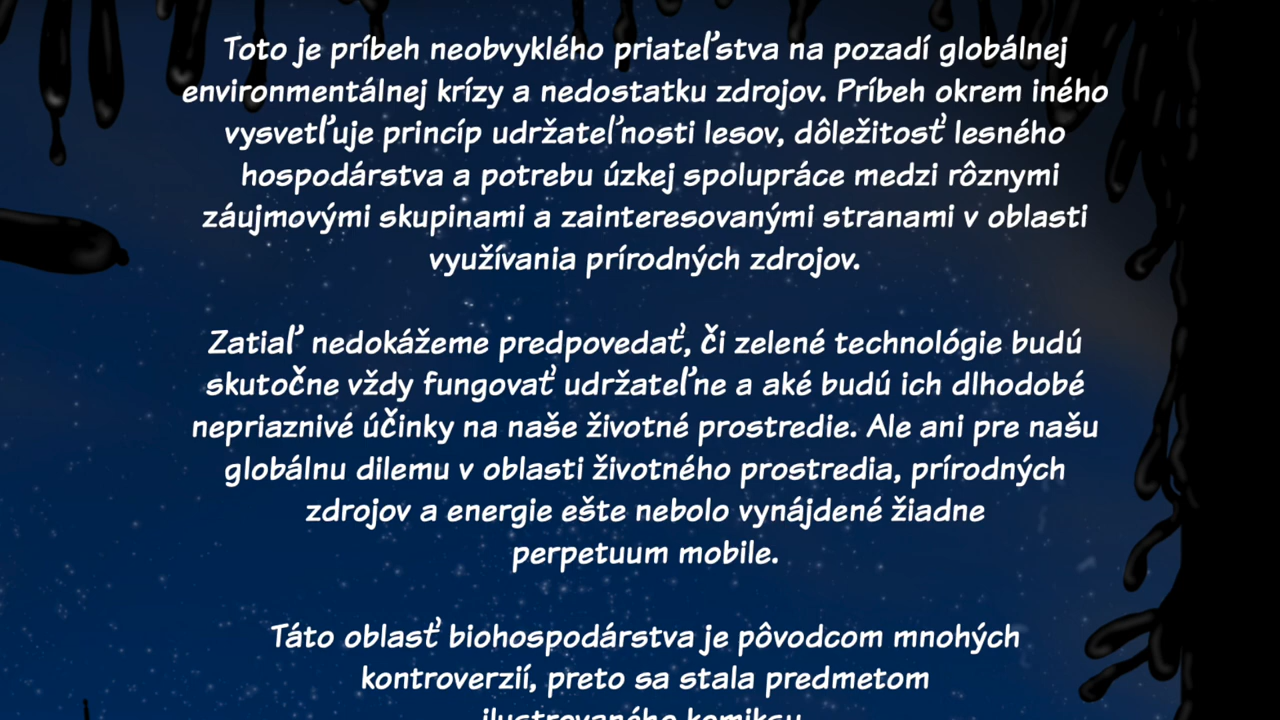 Toto je príbeh neobvyklého priateľstva na pozadí globálnej
environmentálnej krízy a nedostatku zdrojov. Príbeh okrem iného
vysvetľuje princíp udržateľnosti lesov, dôležitosť lesného
hospodárstva a potrebu úzkej spolupráce medzi rôznymi
záujmovými skupinami a zainteresovanými stranami v oblasti
využívania prírodných zdrojov.
Zatiaľ nedokážeme predpovedať, či zelené technológie budú
skutočne vždy fungovať udržateľne a aké budú ich dlhodobé
nepriaznivé účinky na naše životné prostredie. Ale ani pre našu
globálnu dilemu v oblasti životného prostredia, prírodných
zdrojov a energie ešte nebolo vynájdené žiadne
perpetuum mobile.
Táto oblasť biohospodárstva je pôvodcom mnohých
kontroverzií, preto sa stala predmetom
ilustrovaného komiksu.